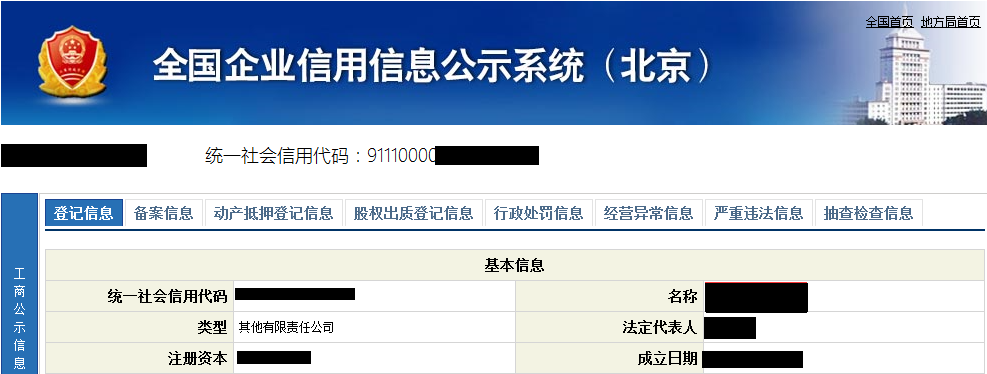 全国首页 地方局首页
全国企业信用信息公示系统（北京）
统一社会信用代码：91110000
登记信息 备案信息 动产抵押登记信息 股权出质登记信息 行政处罚信息 经营异常信息 严重违法信息 抽查检查信息
工商公示信息
基本信息
统一社会信用代码 名称
类型 其他有限责任公司 法定代表人
注册资本 成立日期